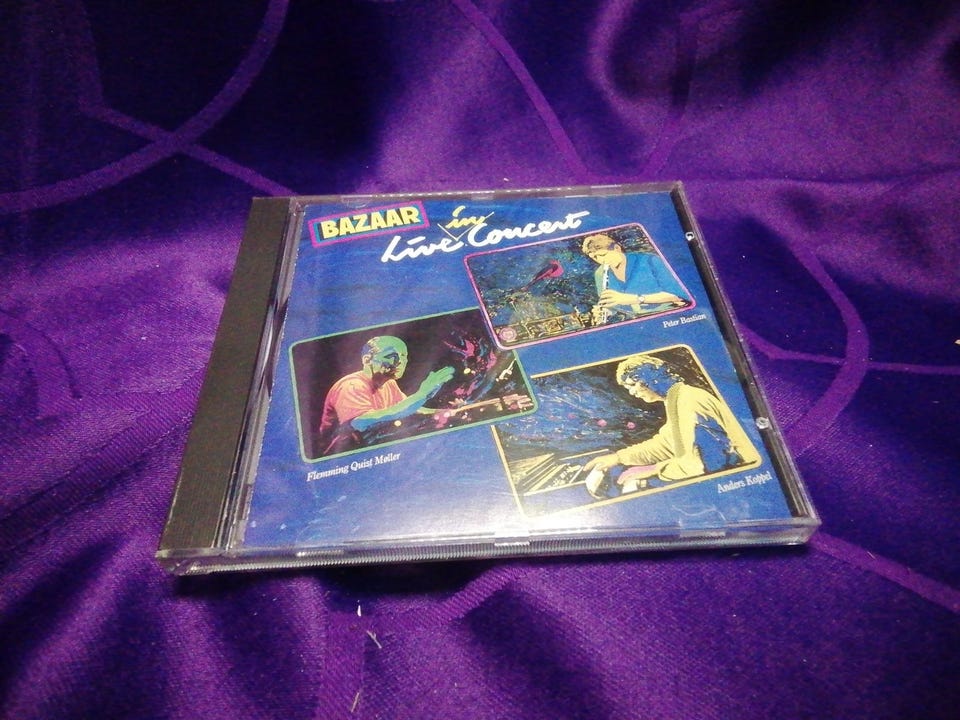 BAZAAR
Live in Concert
Peter Bastian
Flemming Quist Møller
Anders Koppel